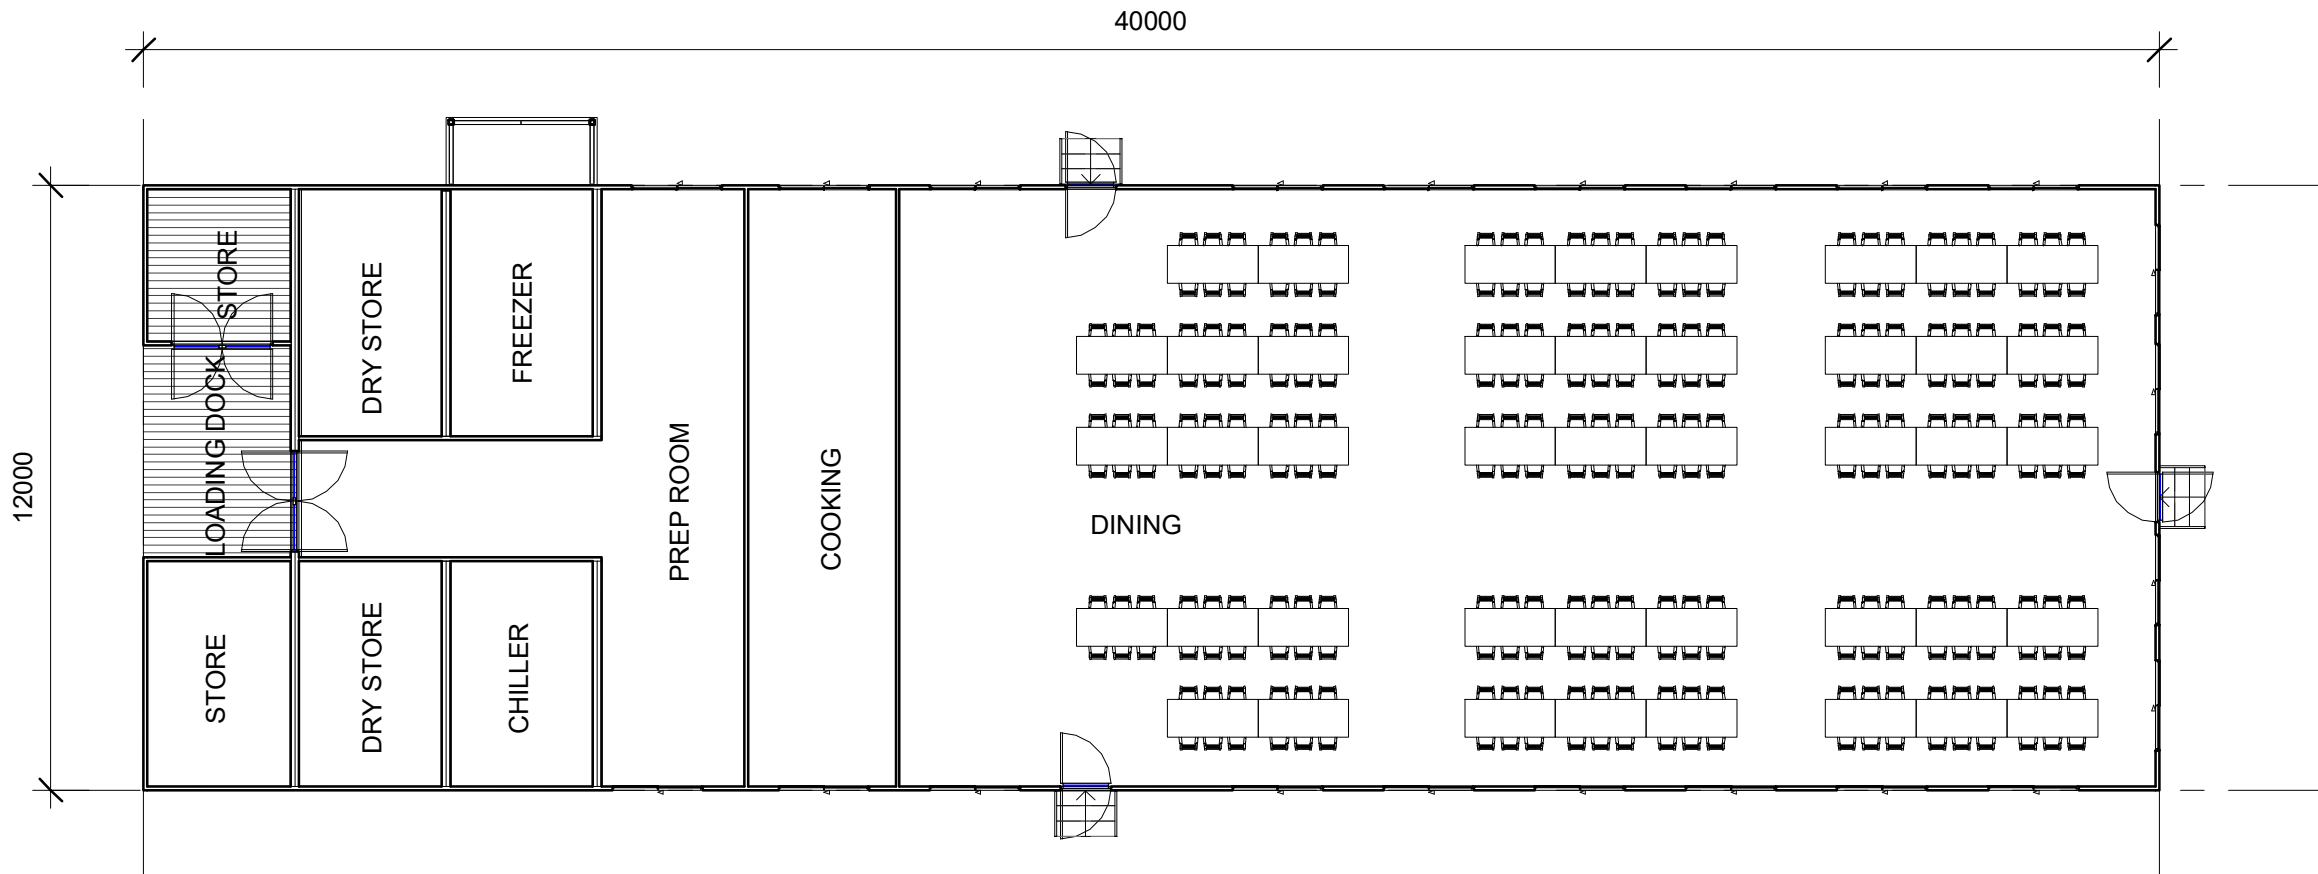 40000
12000
STORE
LOADING DOCK
STORE
DRY STORE
DRY STORE
FREEZER
CHILLER
PREP ROOM
COOKING
DINING